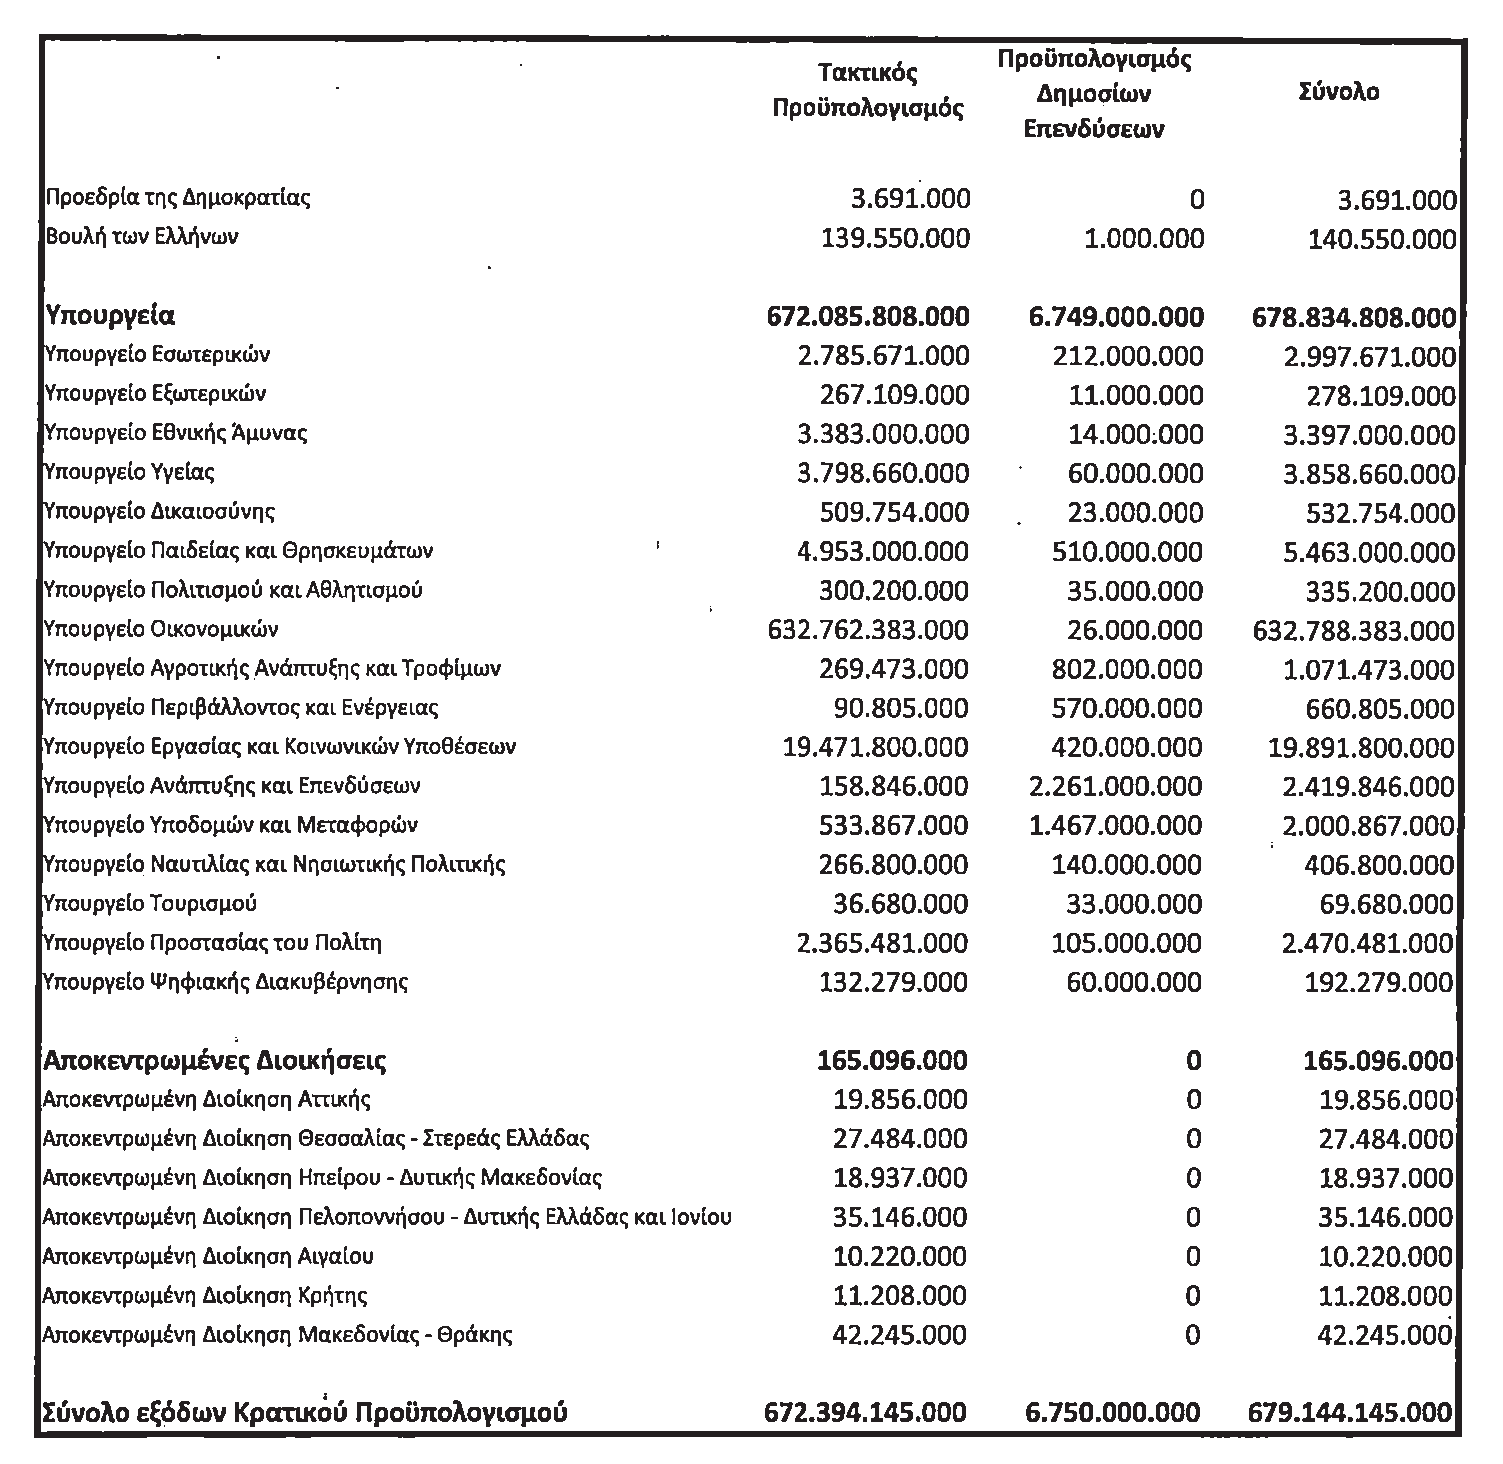 Τακτικός Προϋπολογισμός Προϋπολογισμός Δημοσίων Επενδύσεων Σύνολο
Προεδρία της Δημοκρατίας 3.691.000 0 3.691.000
Βουλή των Ελλήνων 139.550.000 1.000.000 140.550.000
Υπουργεία 672.085.808.000 6.749.000.000 678.834.808.000
Υπουργείο Εσωτερικών 2.785.671.000 212.000.000 2.997.671.000
Υπουργείο Εξωτερικών 267.109.000 11.000.000 278.109.000
Υπουργείο Εθνικής Άμυνας 3.383.000.000 14.000.000 3.397.000.000
Υπουργείο Υγείας 3.798.660.000 60.000.000 3.858.660.000
Υπουργείο Δικαιοσύνης 509.754.000 23.000.000 532.754.000
Υπουργείο Παιδείας και Θρησκευμάτων 4.953.000.000 510.000.000 5.463.000.000
Υπουργείο Πολιτισμού και Αθλητισμού 300.200.000 35.000.000 335.200.000
Υπουργείο Οικονομικών 632.762.383.000 26.000.000 632.788.383.000
Υπουργείο Αγροτικής Ανάπτυξης και Τροφίμων 269.473.000 802.000.000 1.071.473.000
Υπουργείο Περιβάλλοντος και Ενέργειας 90.805.000 570.000.000 660.805.000
Υπουργείο Εργασίας και Κοινωνικών Υποθέσεων 19.471.800.000 420.000.000 19.891.800.000
Υπουργείο Ανάπτυξης και Επενδύσεων 158.846.000 2.261.000.000 2.419.846.000
Υπουργείο Υποδομών και Μεταφορών 533.867.000 1.467.000.000 2.000.867.000
Υπουργείο Ναυτιλίας και Νησιωτικής Πολιτικής 266.800.000 140.000.000 406.800.000
Υπουργείο Τουρισμού 36.680.000 33.000.000 69.680.000
Υπουργείο Προστασίας του Πολίτη 2.365.481.000 105.000.000 2.470.481.000
Υπουργείο Ψηφιακής Διακυβέρνησης 132.279.000 60.000.000 192.279.000
Αποκεντρωμένες Διοικήσεις 165.096.000 0 165.096.000
Αποκεντρωμένη Διοίκηση Αττικής 19.856.000 0 19.856.000
Αποκεντρωμένη Διοίκηση Θεσσαλίας - Στερεάς Ελλάδας 27.484.000 0 27.484.000
Αποκεντρωμένη Διοίκηση Ηπείρου - Δυτικής Μακεδονίας 18.937.000 0 18.937.000
Αποκεντρωμένη Διοίκηση Πελοποννήσου - Δυτικής Ελλάδας και Ιονίου 35.146.000 0 35.146.000
Αποκεντρωμένη Διοίκηση Αιγαίου 10.220.000 0 10.220.000
Αποκεντρωμένη Διοίκηση Κρήτης 11.208.000 0 11.208.000
Αποκεντρωμένη Διοίκηση Μακεδονίας - Θράκης 42.245.000 0 42.245.000
Σύνολο εξόδων Κρατικού Προϋπολογισμού 672.394.145.000 6.750.000.000 679.144.145.000